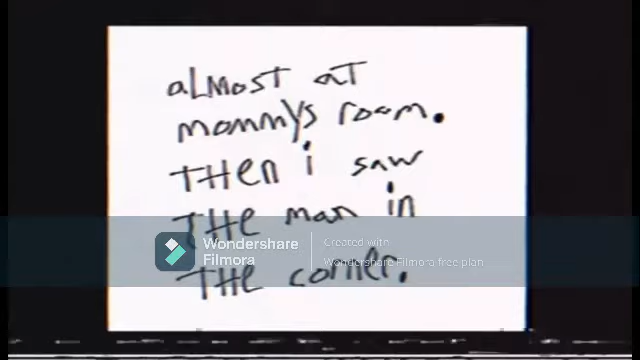 aLMosT aT
mommys room.
THen i saw
THe man in
Wondershare
Filmora
Created with
Wondershare Filmora free plan
THe corner.